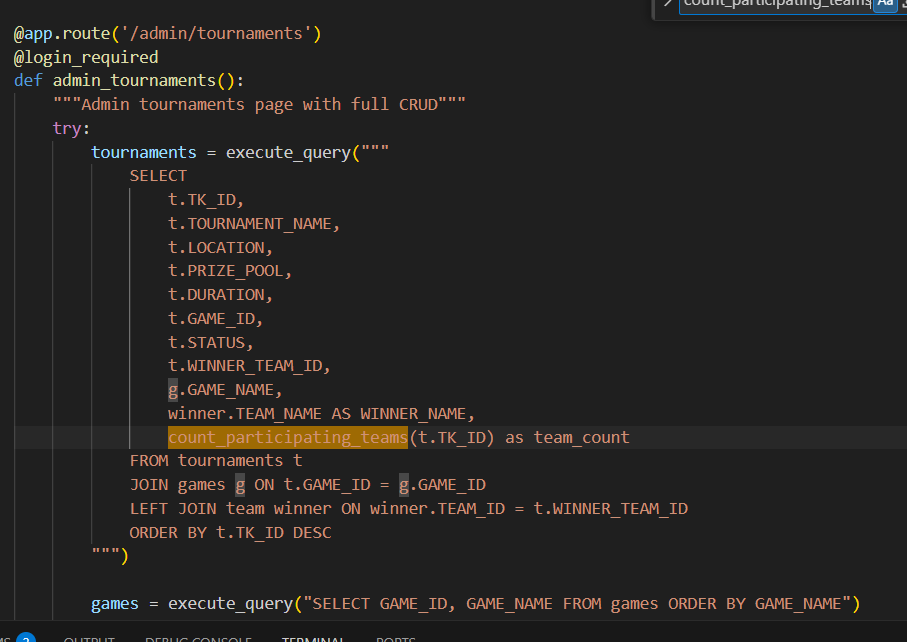 count_participating_teams
Aa
@app.route('/admin/tournaments')
@login_required
def admin_tournaments():
    """Admin tournaments page with full CRUD"""
    try:
        tournaments = execute_query("""
            SELECT
                t.TK_ID,
                t.TOURNAMENT_NAME,
                t.LOCATION,
                t.PRIZE_POOL,
                t.DURATION,
                t.GAME_ID,
                t.STATUS,
                t.WINNER_TEAM_ID,
                g.GAME_NAME,
                winner.TEAM_NAME AS WINNER_NAME,
                count_participating_teams(t.TK_ID) as team_count
            FROM tournaments t
            JOIN games g ON t.GAME_ID = g.GAME_ID
            LEFT JOIN team winner ON winner.TEAM_ID = t.WINNER_TEAM_ID
            ORDER BY t.TK_ID DESC
        """)
        games = execute_query("SELECT GAME_ID, GAME_NAME FROM games ORDER BY GAME_NAME")
OUTPUT DEBUG CONSOLE TERMINAL PORTS